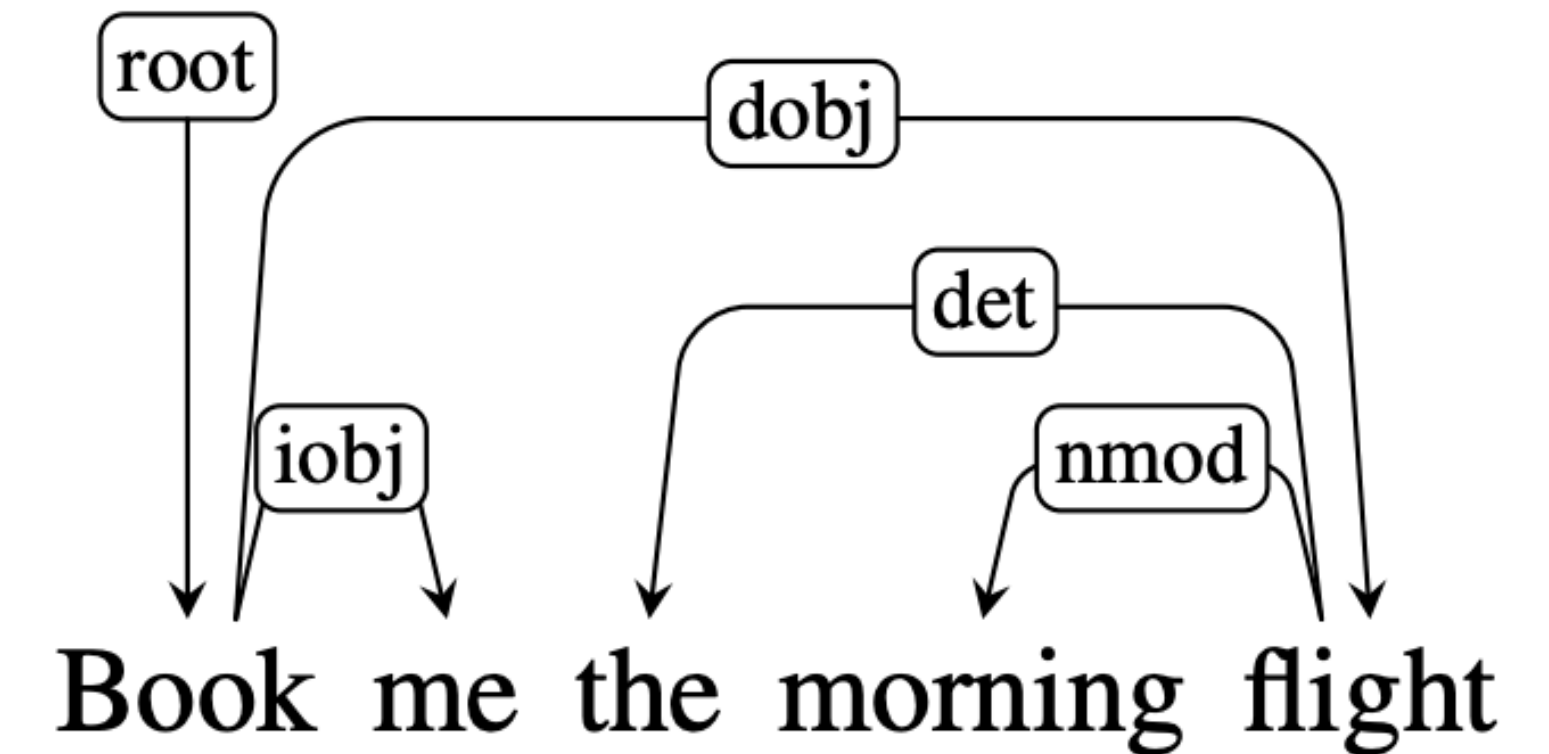 root
dobj
det
iobj nmod
Book me the morning flight